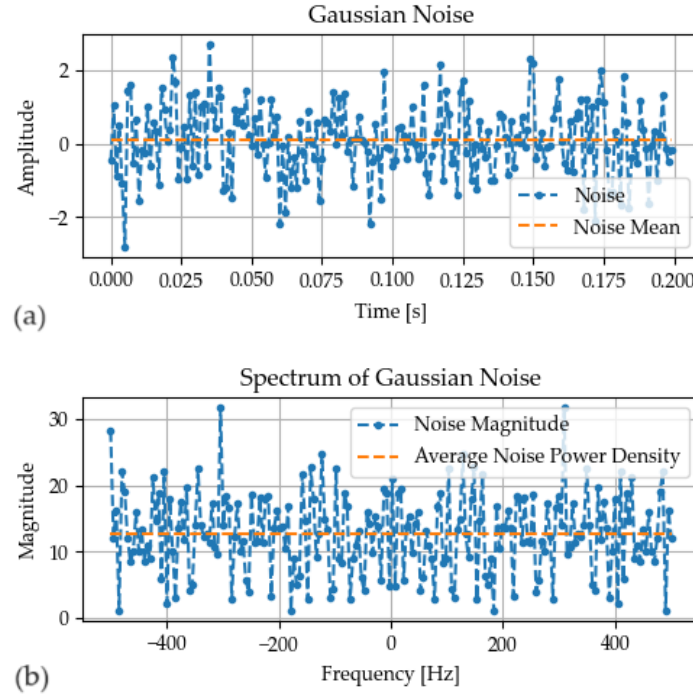 Gaussian Noise
2
0
−2
Amplitude
Noise
Noise Mean
0.000 0.025 0.050 0.075 0.100 0.125 0.150 0.175 0.200
Time [s]
(a)
Spectrum of Gaussian Noise
30
20
10
0
Magnitude
Noise Magnitude
Average Noise Power Density
−400 −200 0 200 400
Frequency [Hz]
(b)